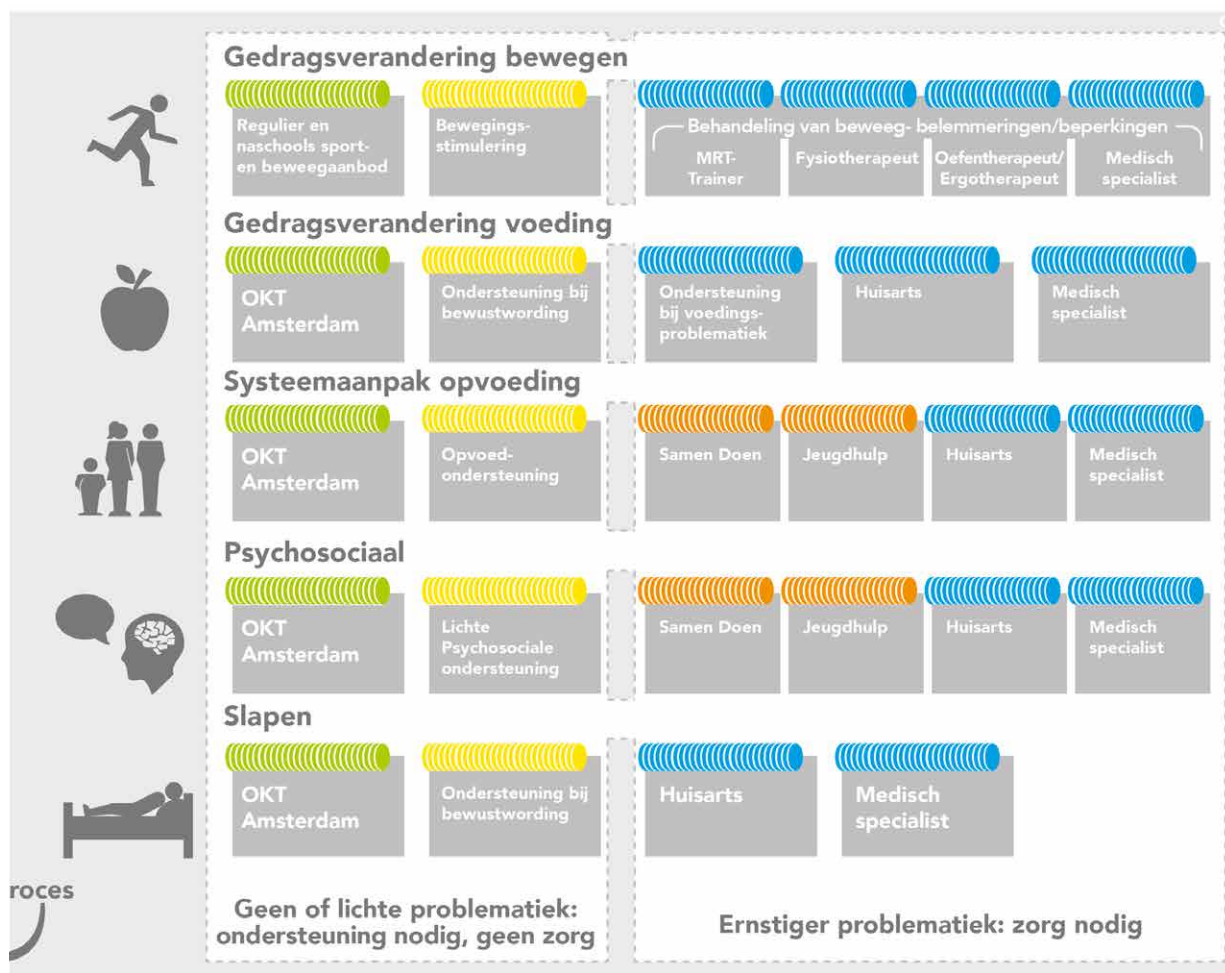 Gedragsverandering bewegen
Regulier en
naschools sport-
en beweegaanbod
Bewegings-
stimulering
Behandeling van beweeg- belemmeringen/beperkingen
MRT-
Trainer
Fysiotherapeut
Oefentherapeut/
Ergotherapeut
Medisch
specialist
Gedragsverandering voeding
OKT
Amsterdam
Ondersteuning bij
bewustwording
Ondersteuning
bij voedings-
problematiek
Huisarts
Medisch
specialist
Systeemaanpak opvoeding
OKT
Amsterdam
Opvoed-
ondersteuning
Samen Doen
Jeugdhulp
Huisarts
Medisch
specialist
Psychosociaal
OKT
Amsterdam
Lichte
Psychosociale
ondersteuning
Samen Doen
Jeugdhulp
Huisarts
Medisch
specialist
Slapen
OKT
Amsterdam
Ondersteuning bij
bewustwording
Huisarts
Medisch
specialist
roces
Geen of lichte problematiek:
ondersteuning nodig, geen zorg
Ernstiger problematiek: zorg nodig